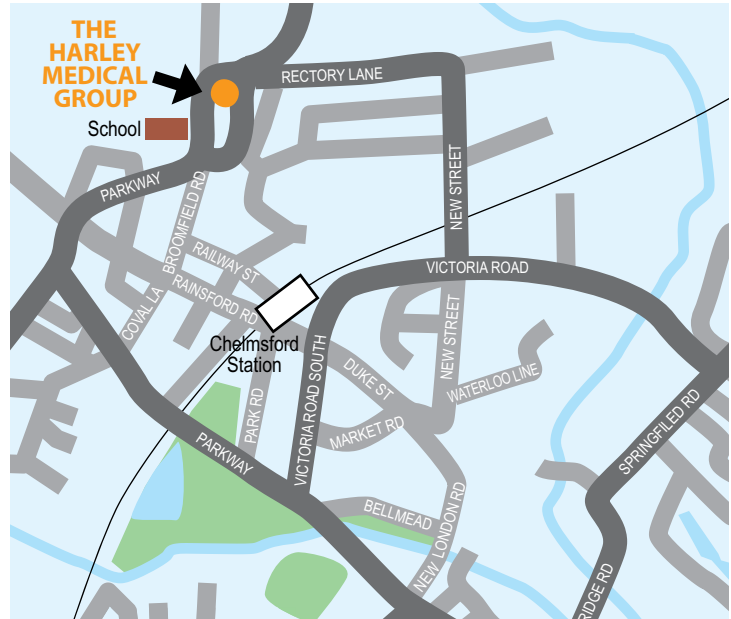 THE
HARLEY
MEDICAL
GROUP
RECTORY LANE
School
PARKWAY
NEW STREET
BROOMFIELD RD
RAILWAY ST
VICTORIA ROAD
RAINSFORD RD
COVAL LA
Chelmsford
Station
NEW STREET
DUKE ST
WATERLOO LINE
VICTORIA ROAD SOUTH
PARK RD
MARKET RD
SPRINGFILED RD
PARKWAY
BELLMEAD
NEW LONDON RD
RIDGE RD